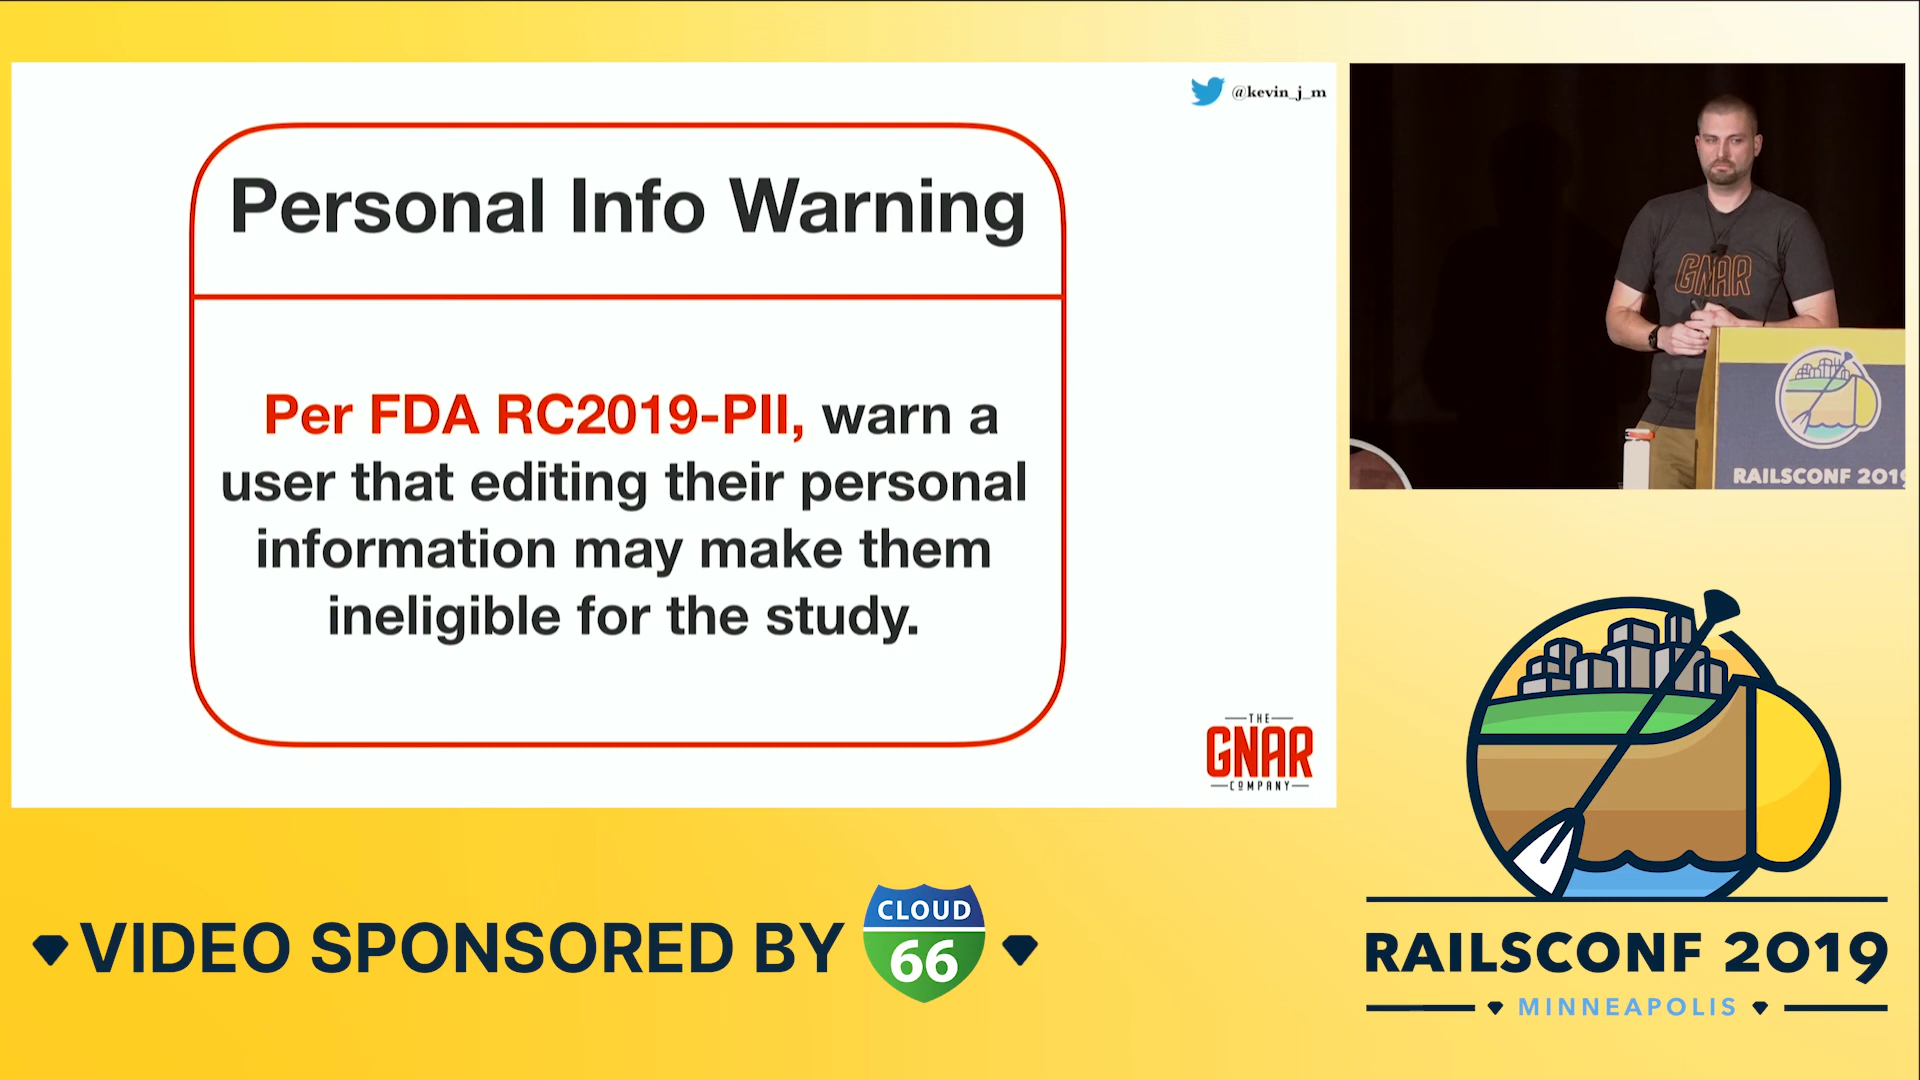 @kevin_j_m
Personal Info Warning
Per FDA RC2019-PII, warn a
user that editing their personal
information may make them
ineligible for the study.
THE
GNAR
COMPANY
GNAR
RAILSCONF 2019
VIDEO SPONSORED BY
CLOUD
66
RAILSCONF 2019
MINNEAPOLIS